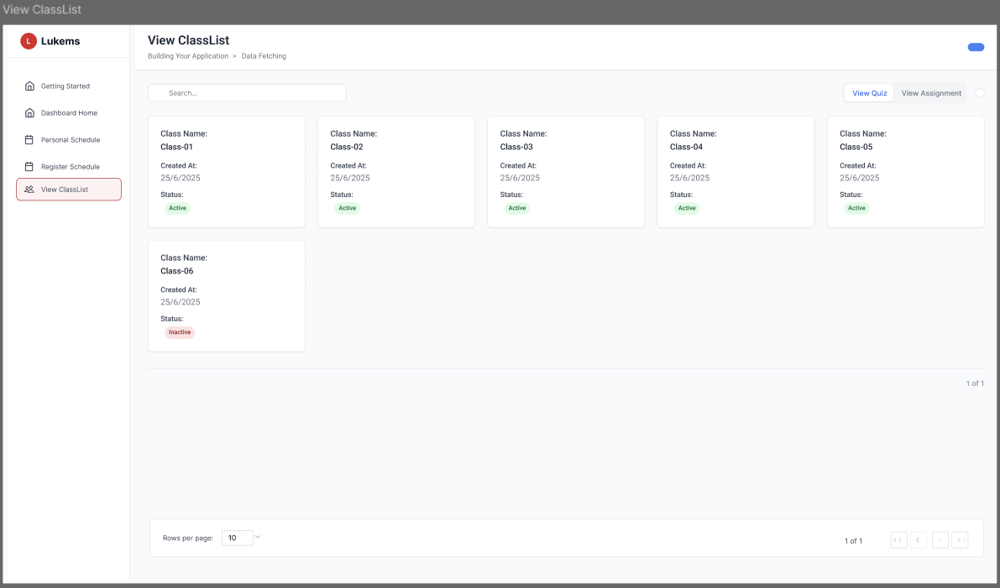 View ClassList
L
Lukems
View ClassList
Building Your Application > Data Fetching
Getting Started
Dashboard Home
Personal Schedule
Register Schedule
View ClassList
Search...
View Quiz
View Assignment
Class Name:
Class-01
Created At:
25/6/2025
Status:
Active
Class Name:
Class-02
Created At:
25/6/2025
Status:
Active
Class Name:
Class-03
Created At:
25/6/2025
Status:
Active
Class Name:
Class-04
Created At:
25/6/2025
Status:
Active
Class Name:
Class-05
Created At:
25/6/2025
Status:
Active
Class Name:
Class-06
Created At:
25/6/2025
Status:
Inactive
1 of 1
Rows per page: 10
1 of 1